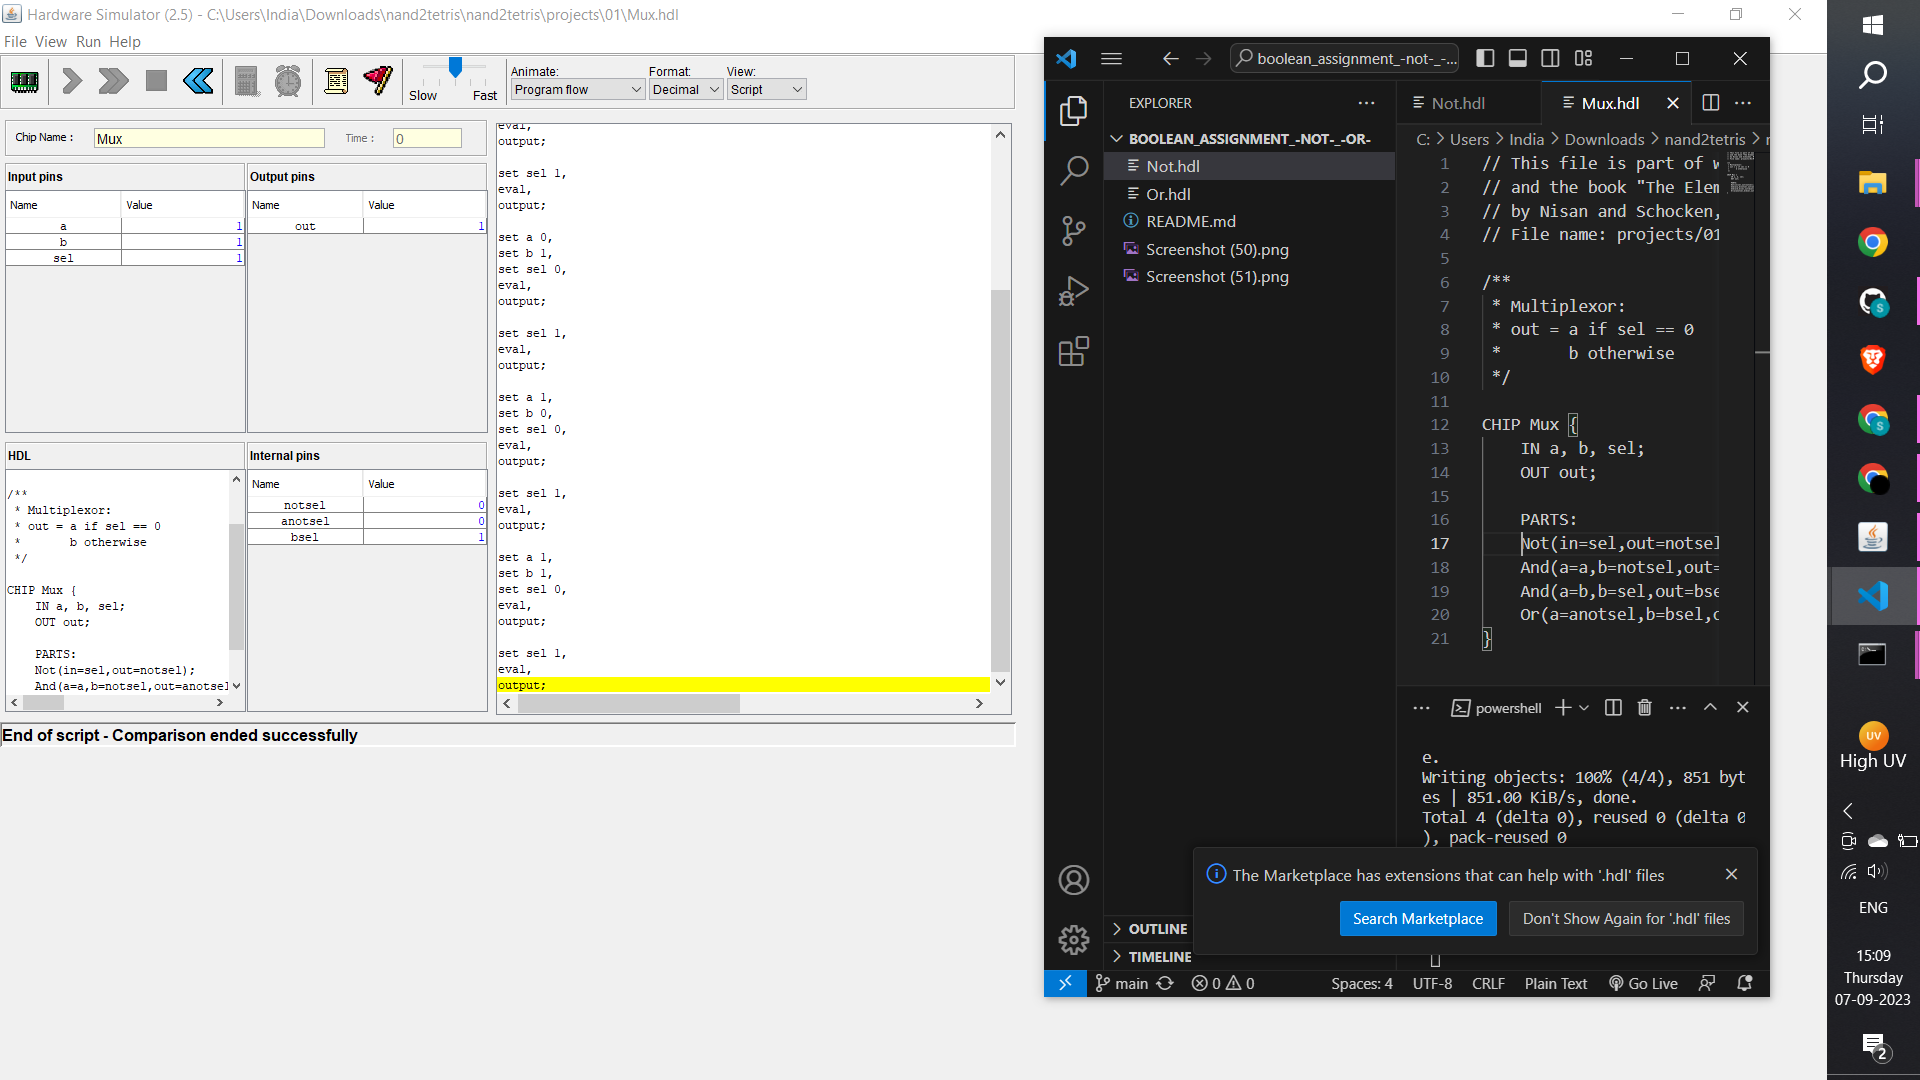 Hardware Simulator (2.5) - C:\Users\India\Downloads\nand2tetris\nand2tetris\projects\01\Mux.hdl
File View Run Help
Slow Fast
Animate: Format: View:
Program flow Decimal Script
Chip Name : Mux Time : 0
Input pins
Name Value
a 1
b 1
sel 1
Output pins
Name Value
out 1
HDL
/**
* Multiplexor:
* out = a if sel == 0
* b otherwise
*/
CHIP Mux {
IN a, b, sel;
OUT out;
PARTS:
Not(in=sel,out=notsel);
And(a=a,b=notsel,out=anotsel
Internal pins
Name Value
notsel 0
anotsel 0
bsel 1
eval,
output;
set sel 1,
eval,
output;
set a 0,
set b 1,
set sel 0,
eval,
output;
set sel 1,
eval,
output;
set a 1,
set b 0,
set sel 0,
eval,
output;
set sel 1,
eval,
output;
set a 1,
set b 1,
set sel 0,
eval,
output;
set sel 1,
eval,
output;
End of script - Comparison ended successfully
boolean_assignment_-not-_-...
EXPLORER
BOOLEAN_ASSIGNMENT_-NOT-_-OR-
Not.hdl
Or.hdl
README.md
Screenshot (50).png
Screenshot (51).png
OUTLINE
TIMELINE
Not.hdl Mux.hdl
C: > Users > India > Downloads > nand2tetris >
1 // This file is part of w
2 // and the book "The Elem
3 // by Nisan and Schocken,
4 // File name: projects/01
5
6 /**
7 * Multiplexor:
8 * out = a if sel == 0
9 * b otherwise
10 */
11
12 CHIP Mux {
13 IN a, b, sel;
14 OUT out;
15
16 PARTS:
17 Not(in=sel,out=notsel
18 And(a=a,b=notsel,out=
19 And(a=b,b=sel,out=bse
20 Or(a=anotsel,b=bsel,o
21 }
powershell
e.
Writing objects: 100% (4/4), 851 byt
es | 851.00 KiB/s, done.
Total 4 (delta 0), reused 0 (delta 0
), pack-reused 0
The Marketplace has extensions that can help with '.hdl' files
Search Marketplace Don't Show Again for '.hdl' files
main 0 0 Spaces: 4 UTF-8 CRLF Plain Text Go Live
S
S
UV
High UV
ENG
15:09
Thursday
07-09-2023
2